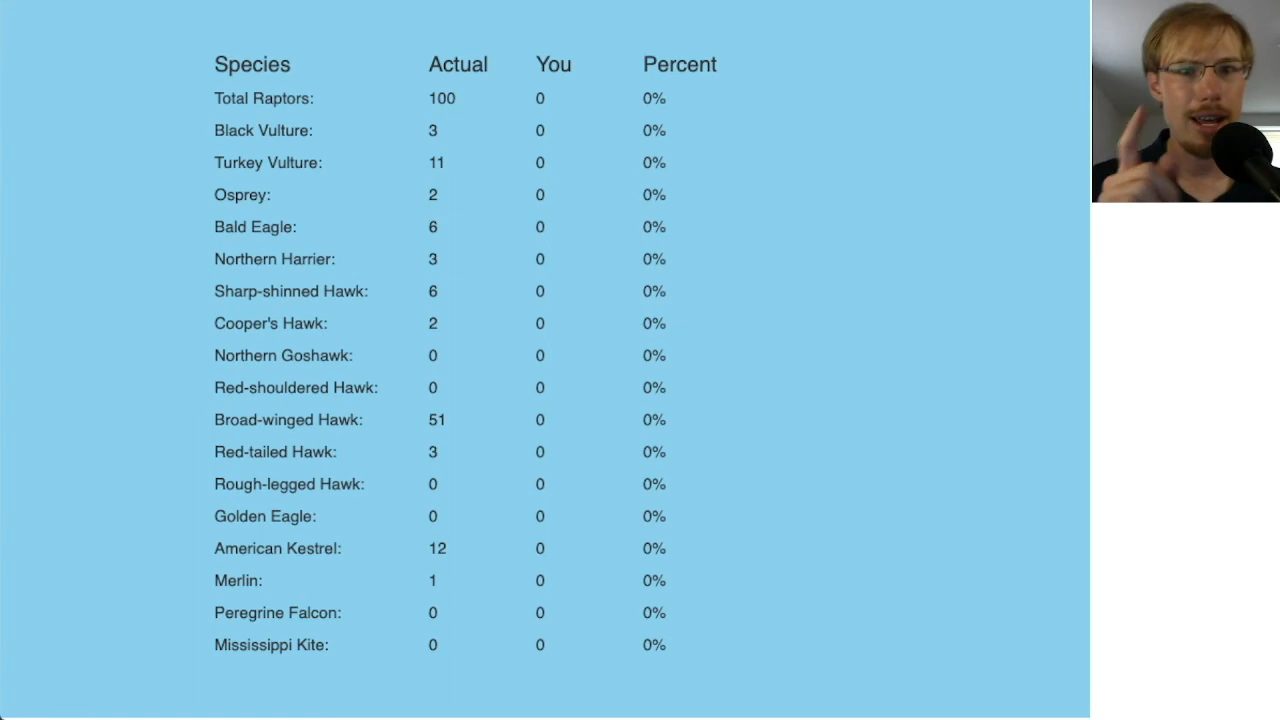 Species Actual You Percent
Total Raptors: 100 0 0%
Black Vulture: 3 0 0%
Turkey Vulture: 11 0 0%
Osprey: 2 0 0%
Bald Eagle: 6 0 0%
Northern Harrier: 3 0 0%
Sharp-shinned Hawk: 6 0 0%
Cooper's Hawk: 2 0 0%
Northern Goshawk: 0 0 0%
Red-shouldered Hawk: 0 0 0%
Broad-winged Hawk: 51 0 0%
Red-tailed Hawk: 3 0 0%
Rough-legged Hawk: 0 0 0%
Golden Eagle: 0 0 0%
American Kestrel: 12 0 0%
Merlin: 1 0 0%
Peregrine Falcon: 0 0 0%
Mississippi Kite: 0 0 0%